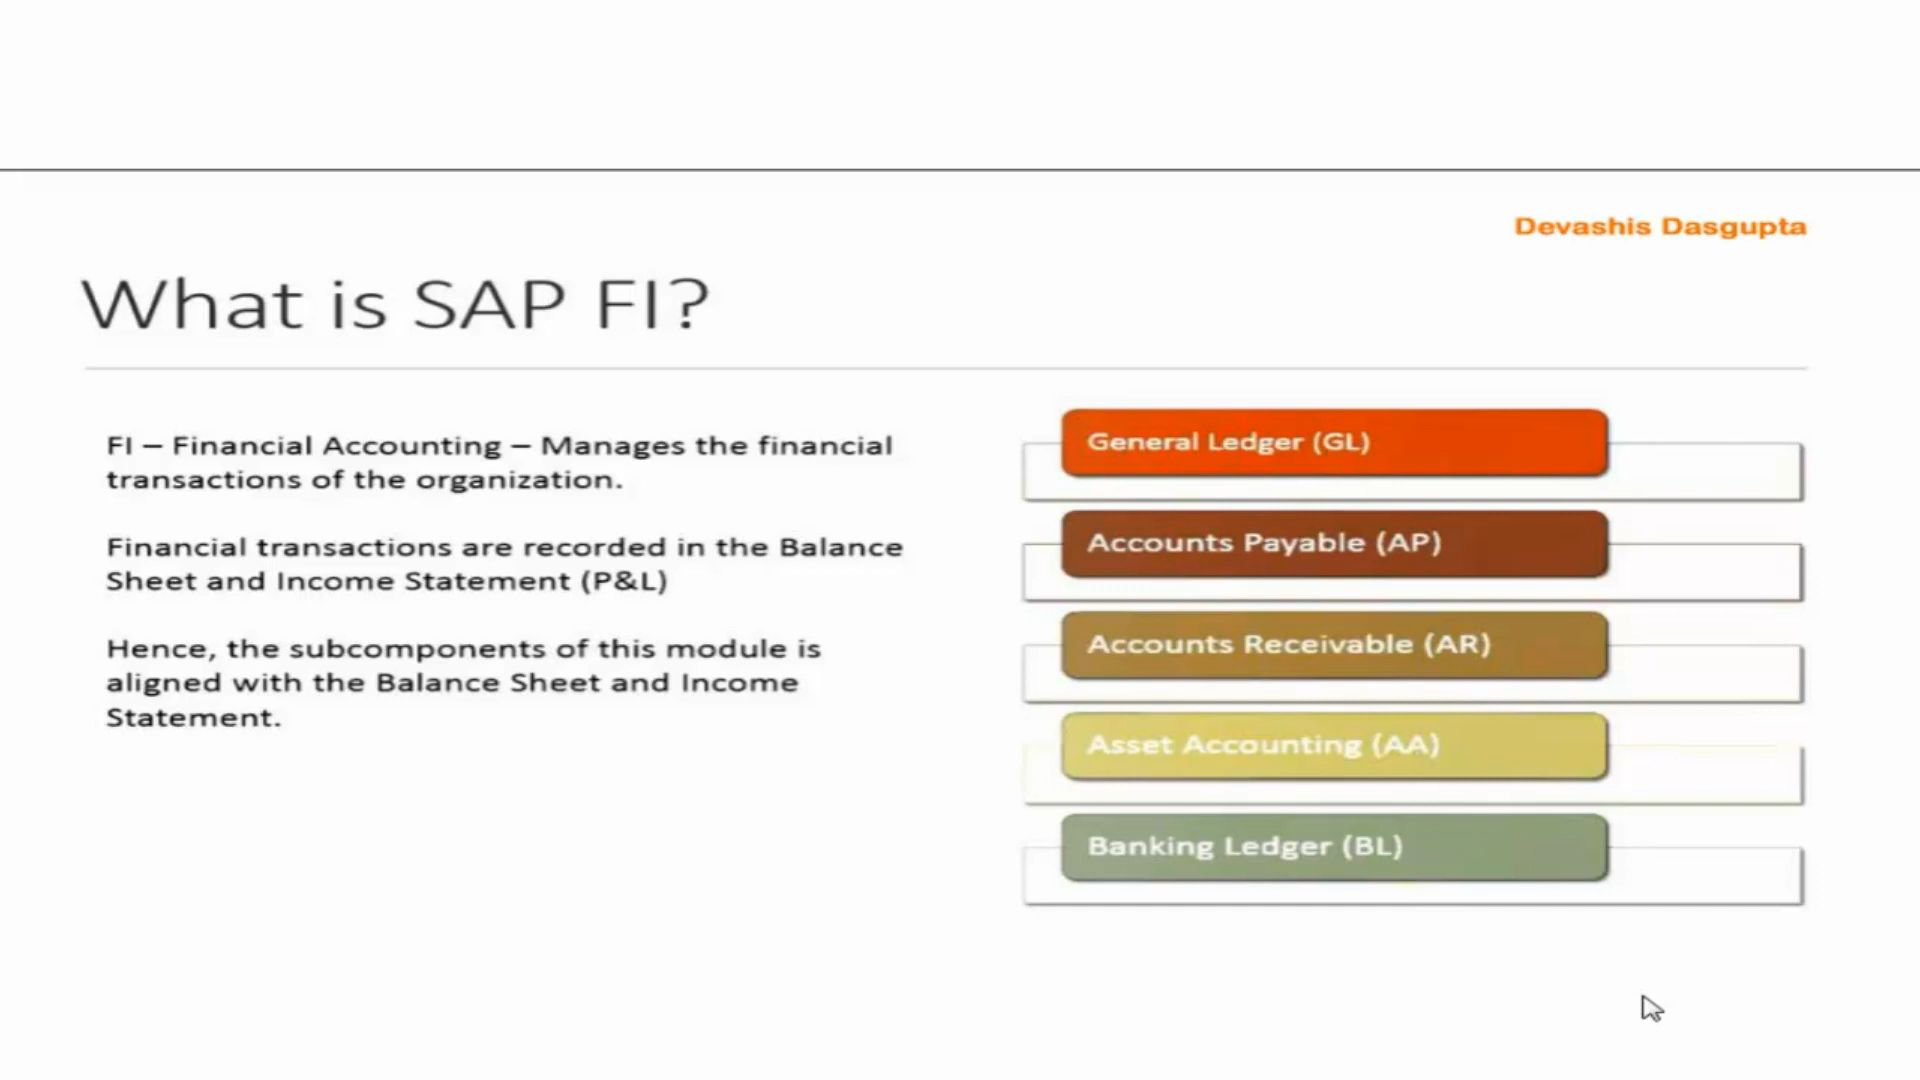 Devashis Dasgupta
What is SAP FI?
FI – Financial Accounting – Manages the financial
transactions of the organization.
Financial transactions are recorded in the Balance
Sheet and Income Statement (P&L)
Hence, the subcomponents of this module is
aligned with the Balance Sheet and Income
Statement.
General Ledger (GL)
Accounts Payable (AP)
Accounts Receivable (AR)
Asset Accounting (AA)
Banking Ledger (BL)